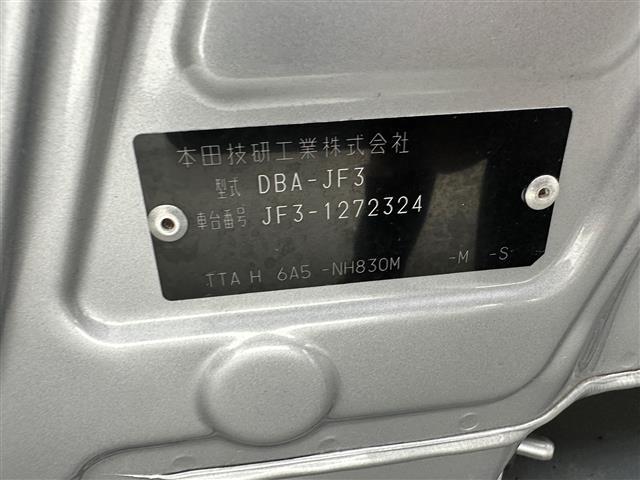 本田技研工業株式会社
型式 DBA-JF3
車台番号 JF3-1272324
TTA H 6A5 -NH830M -M -S